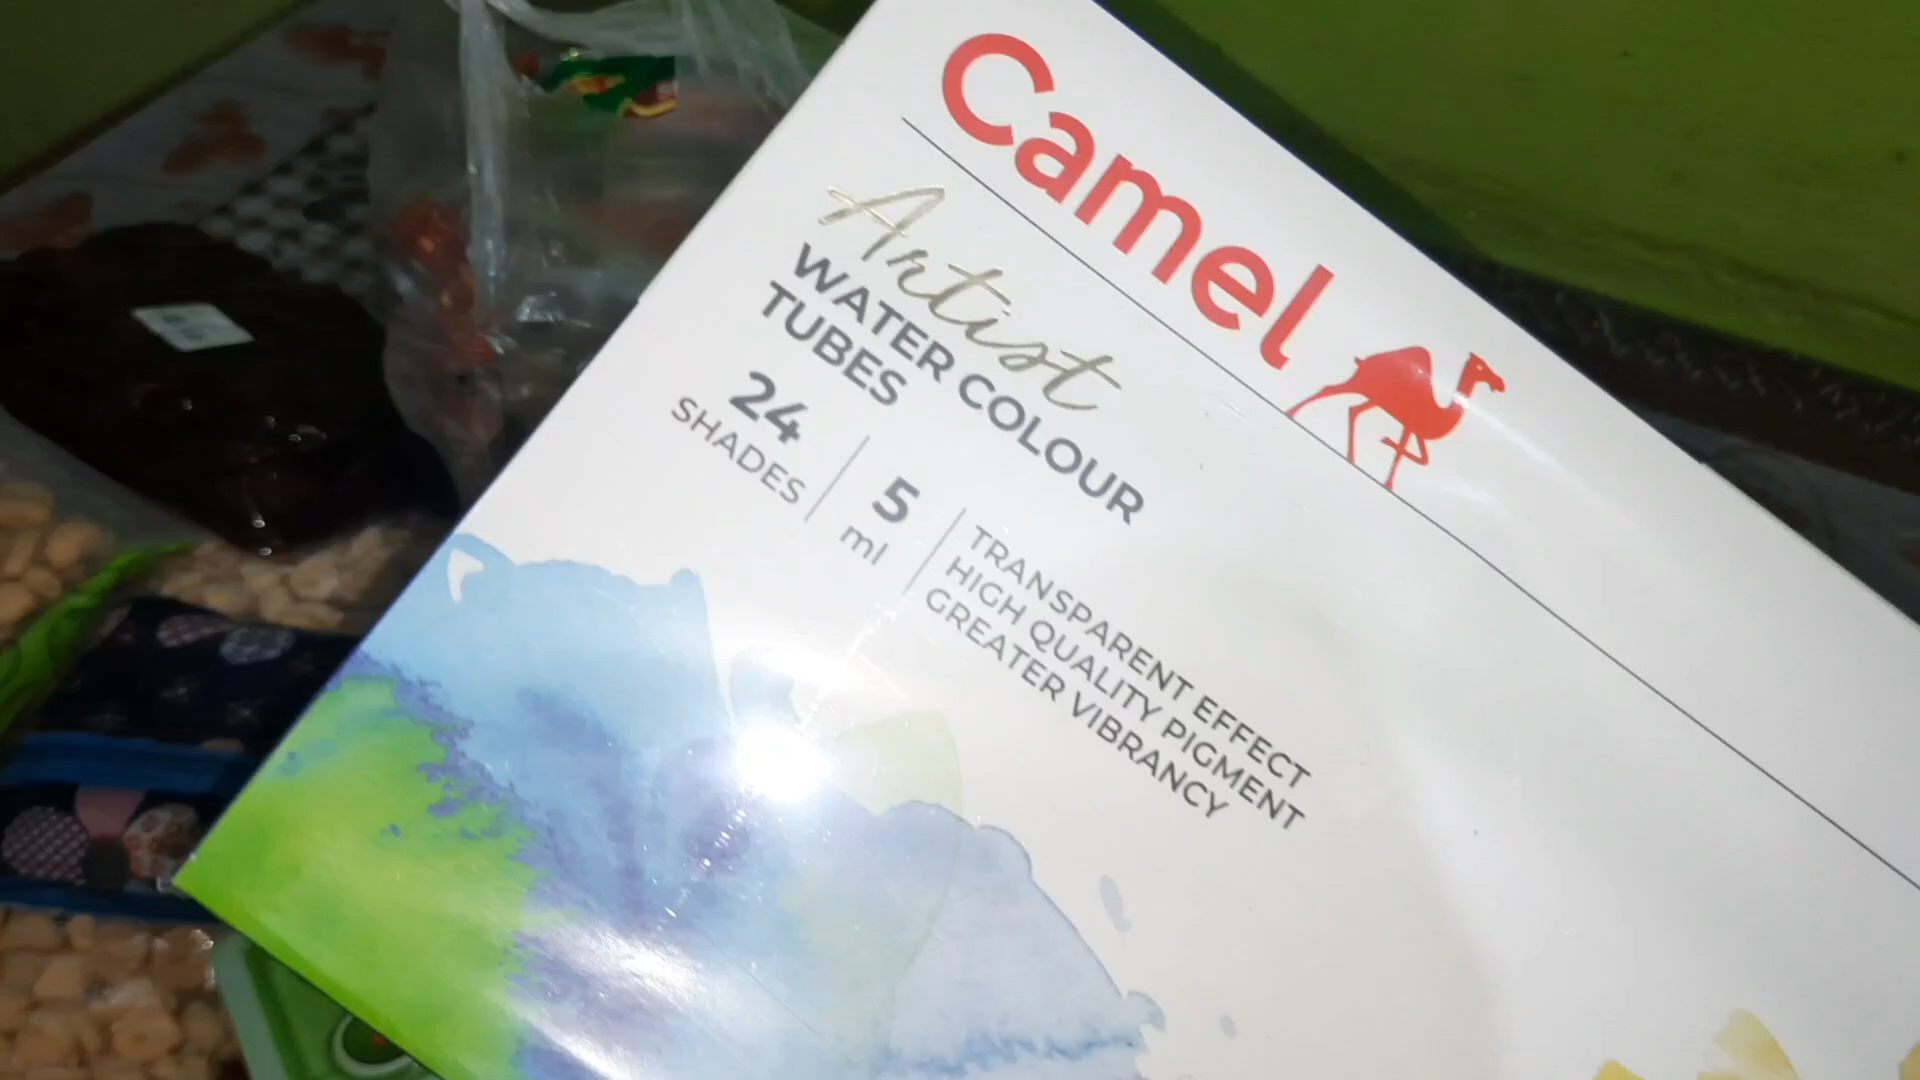 Camel
Artist
WATER COLOUR
TUBES
24
SHADES
5
ml
TRANSPARENT EFFECT
HIGH QUALITY PIGMENT
GREATER VIBRANCY